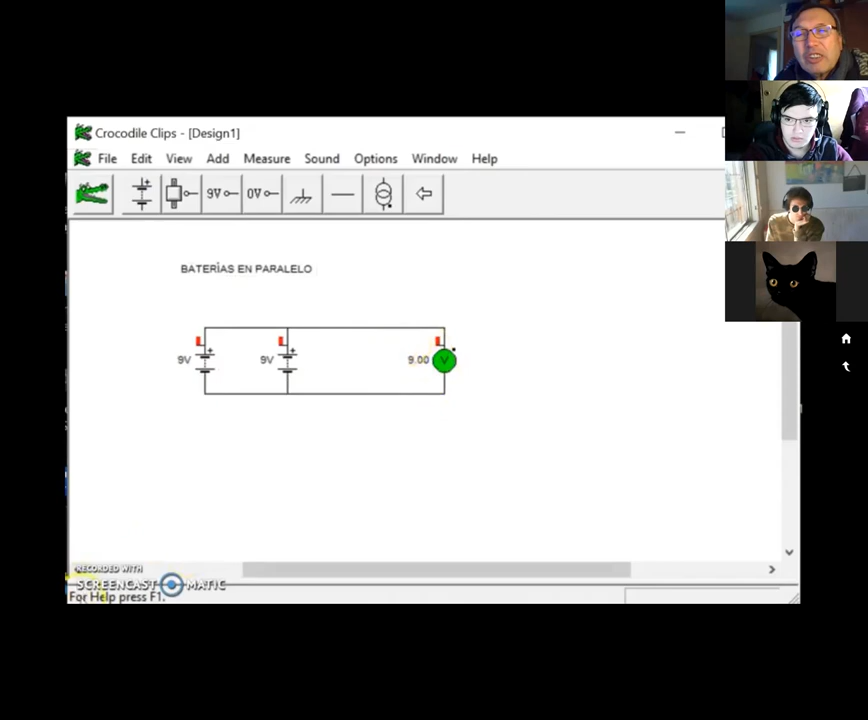 Crocodile Clips - [Design1]
File Edit View Add Measure Sound Options Window Help
9V 0V
BATERÌAS EN PARALELO
9V 9V 9.00 V
RECORDED WITH
SCREENCAST MATIC
For Help press F1.